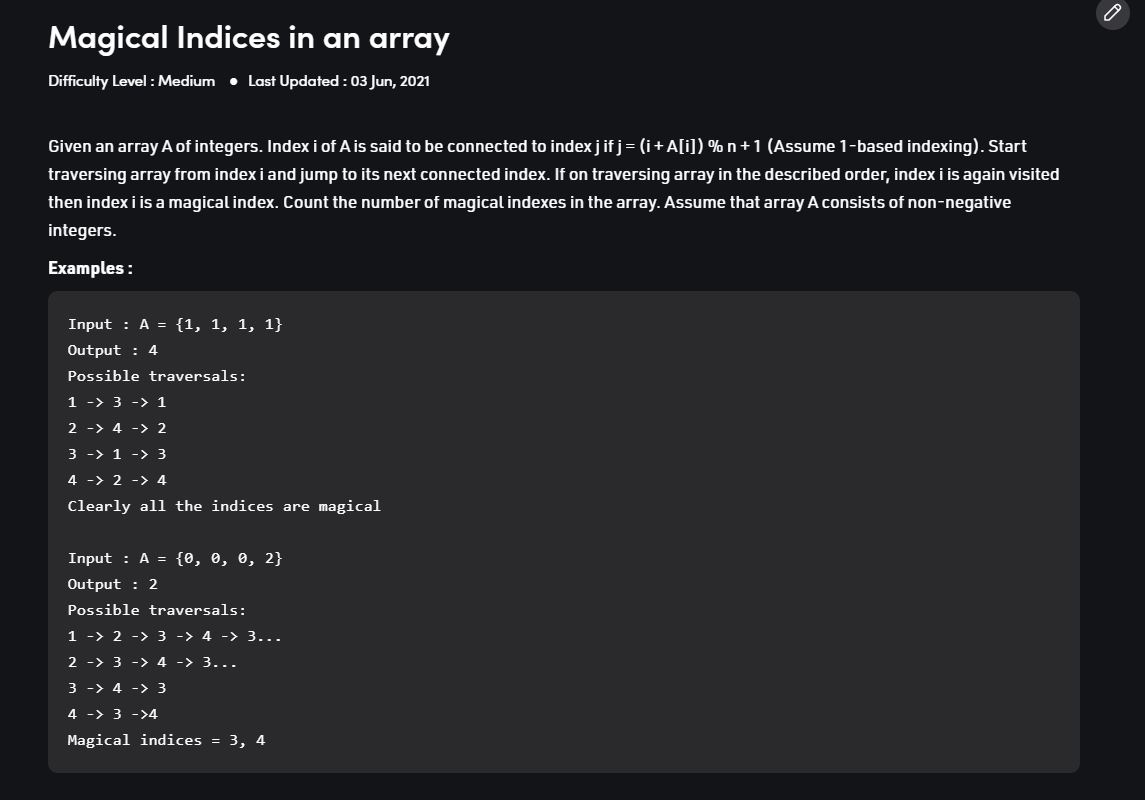 Magical Indices in an array
Difficulty Level : Medium ● Last Updated : 03 Jun, 2021
Given an array A of integers. Index i of A is said to be connected to index j if j = (i + A[i]) % n + 1 (Assume 1-based indexing). Start
traversing array from index i and jump to its next connected index. If on traversing array in the described order, index i is again visited
then index i is a magical index. Count the number of magical indexes in the array. Assume that array A consists of non-negative
integers.
Examples :
Input : A = {1, 1, 1, 1}
Output : 4
Possible traversals:
1 -> 3 -> 1
2 -> 4 -> 2
3 -> 1 -> 3
4 -> 2 -> 4
Clearly all the indices are magical
Input : A = {0, 0, 0, 2}
Output : 2
Possible traversals:
1 -> 2 -> 3 -> 4 -> 3...
2 -> 3 -> 4 -> 3...
3 -> 4 -> 3
4 -> 3 ->4
Magical indices = 3, 4